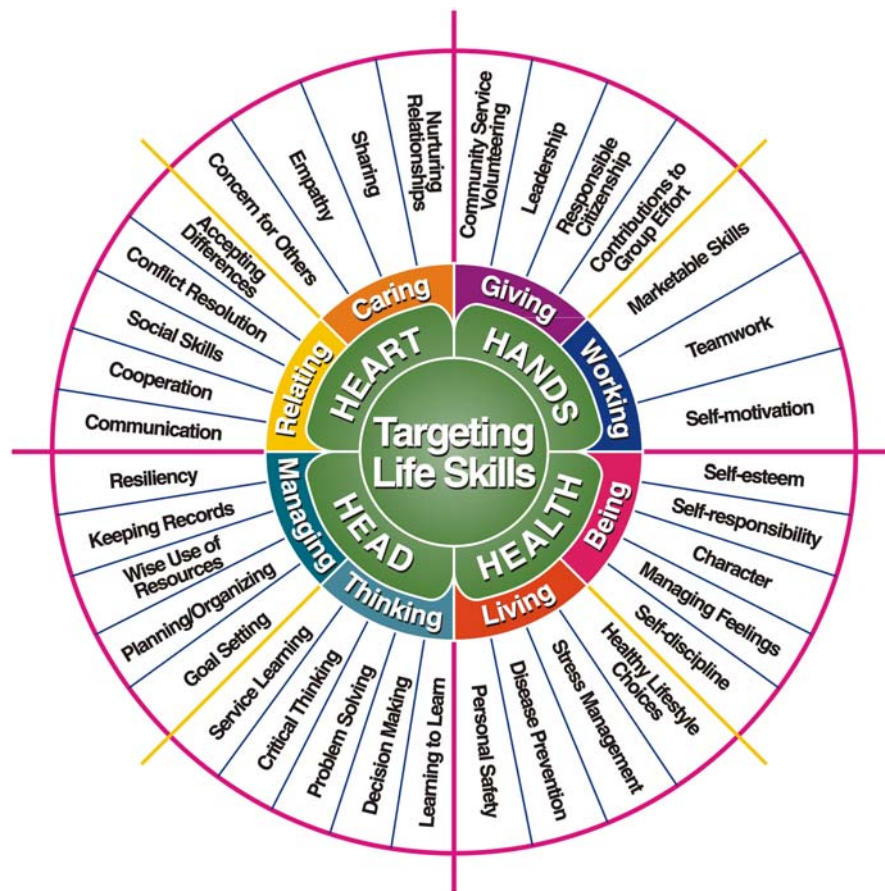 Targeting
Life Skills
HEART
HANDS
HEALTH
HEAD
Caring
Giving
Working
Being
Living
Thinking
Managing
Relating
Nurturing
Relationships
Sharing
Empathy
Concern for Others
Community Service
Volunteering
Leadership
Responsible
Citizenship
Contributions to
Group Effort
Marketable Skills
Teamwork
Self-motivation
Self-esteem
Self-responsibility
Character
Managing Feelings
Self-discipline
Healthy Lifestyle
Choices
Stress Management
Disease Prevention
Personal Safety
Learning to Learn
Decision Making
Problem Solving
Critical Thinking
Service Learning
Goal Setting
Planning/Organizing
Wise Use of
Resources
Keeping Records
Resiliency
Communication
Cooperation
Social Skills
Conflict Resolution
Accepting
Differences